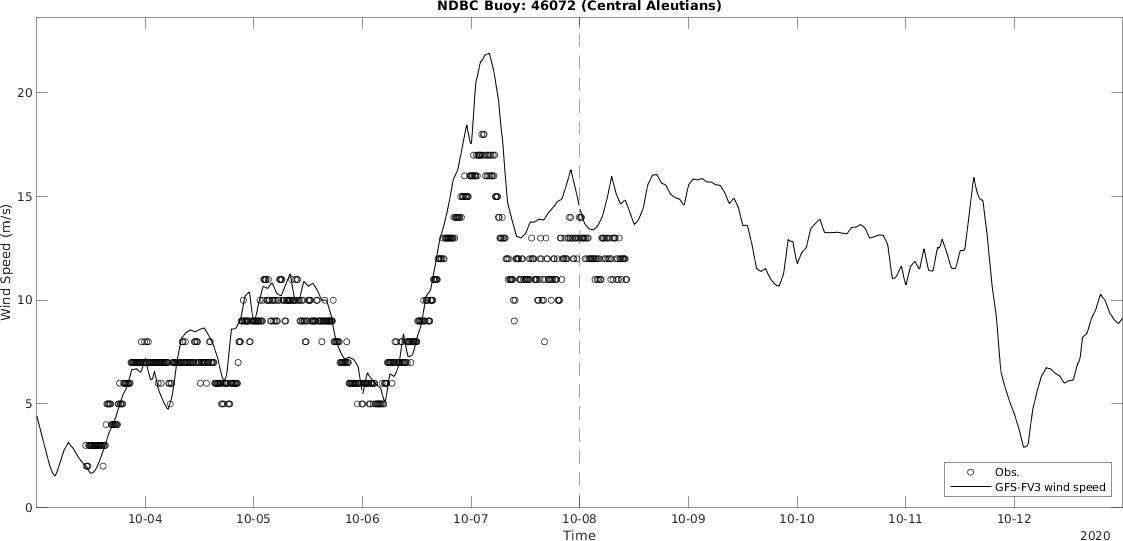 NDBC Buoy: 46072 (Central Aleutians)
Wind Speed (m/s)
20
15
10
5
0
Obs.
GFS-FV3 wind speed
10-04 10-05 10-06 10-07 10-08 10-09 10-10 10-11 10-12
Time
2020